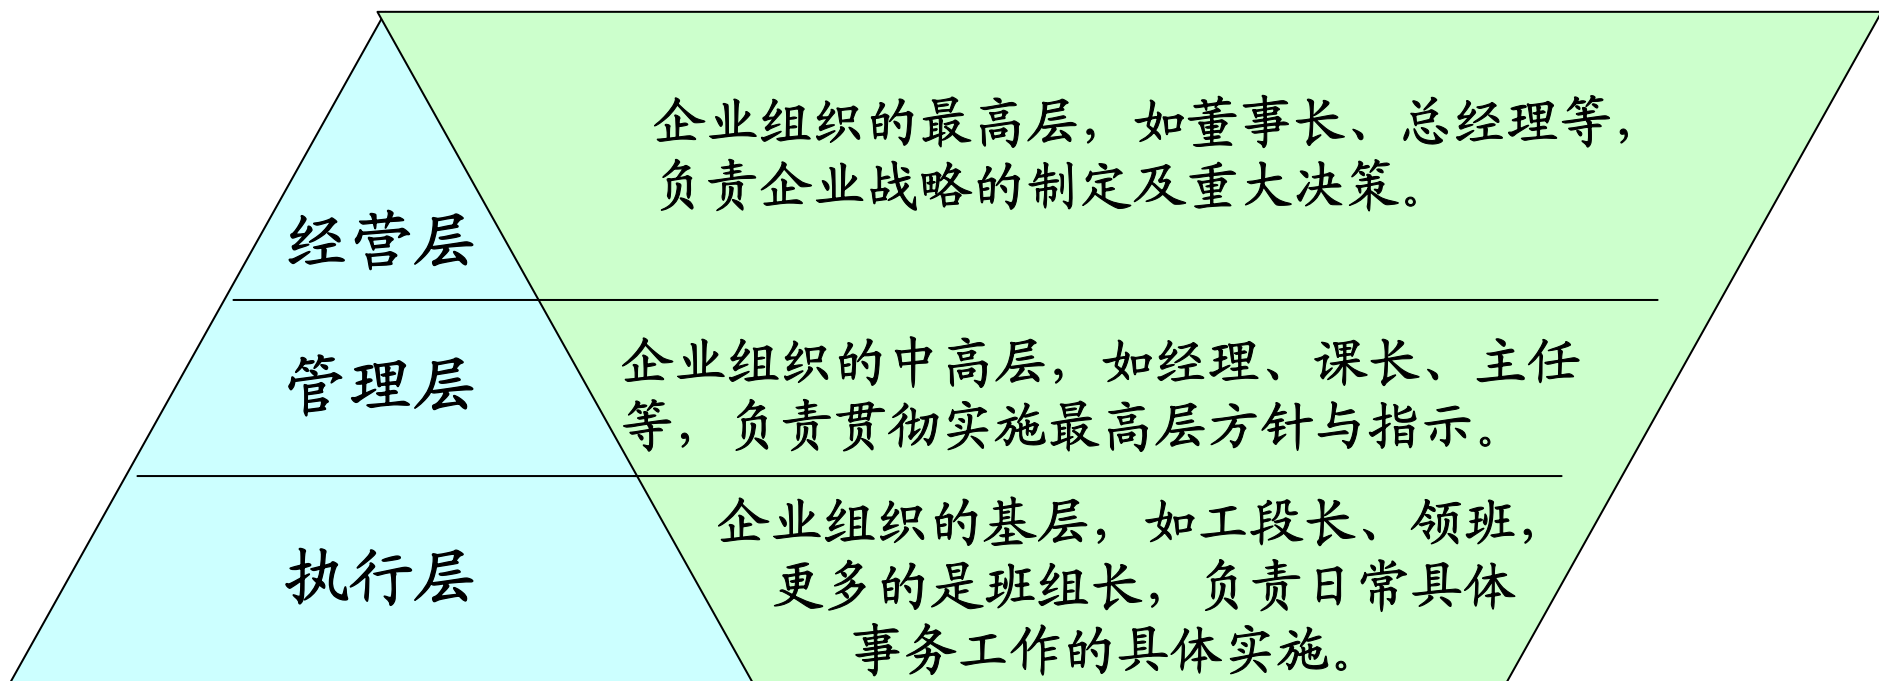 企业组织的最高层，如董事长、总经理等，
负责企业战略的制定及重大决策。
经营层
企业组织的中高层，如经理、课长、主任
等，负责贯彻实施最高层方针与指示。
管理层
企业组织的基层，如工段长、领班，
更多的是班组长，负责日常具体
事务工作的具体实施。
执行层